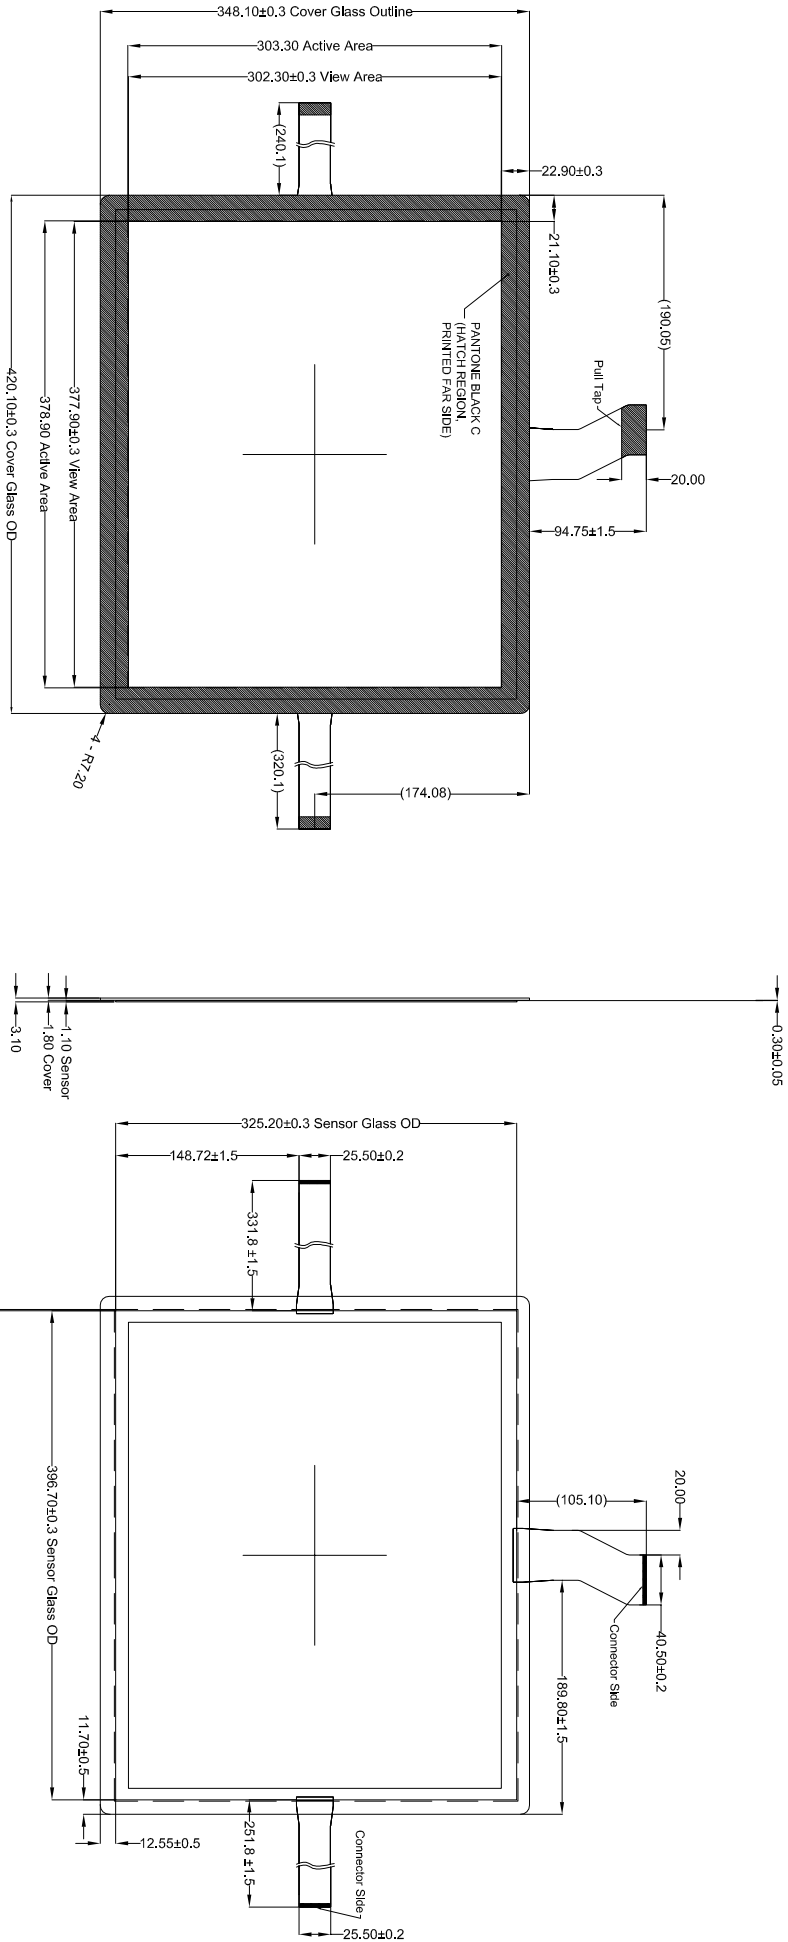 348.10±0.3 Cover Glass Outline
303.30 Active Area
302.30±0.3 View Area
(240.1)
22.90±0.3
21.10±0.3
(190.05)
PANTONE BLACK C
(HATCH REGION,
PRINTED FAR SIDE)
Pull Tap
20.00
94.75±1.5
377.90±0.3 View Area
378.90 Active Area
420.10±0.3 Cover Glass OD
4 - R7.20
(320.1)
(174.08)
0.30±0.05
1.10 Sensor
1.80 Cover
3.10
325.20±0.3 Sensor Glass OD
148.72±1.5
25.50±0.2
331.8 ±1.5
(105.10)
20.00
40.50±0.2
Connector Side
189.80±1.5
396.70±0.3 Sensor Glass OD
11.70±0.5
12.55±0.5
251.8 ±1.5
Connector Side
25.50±0.2